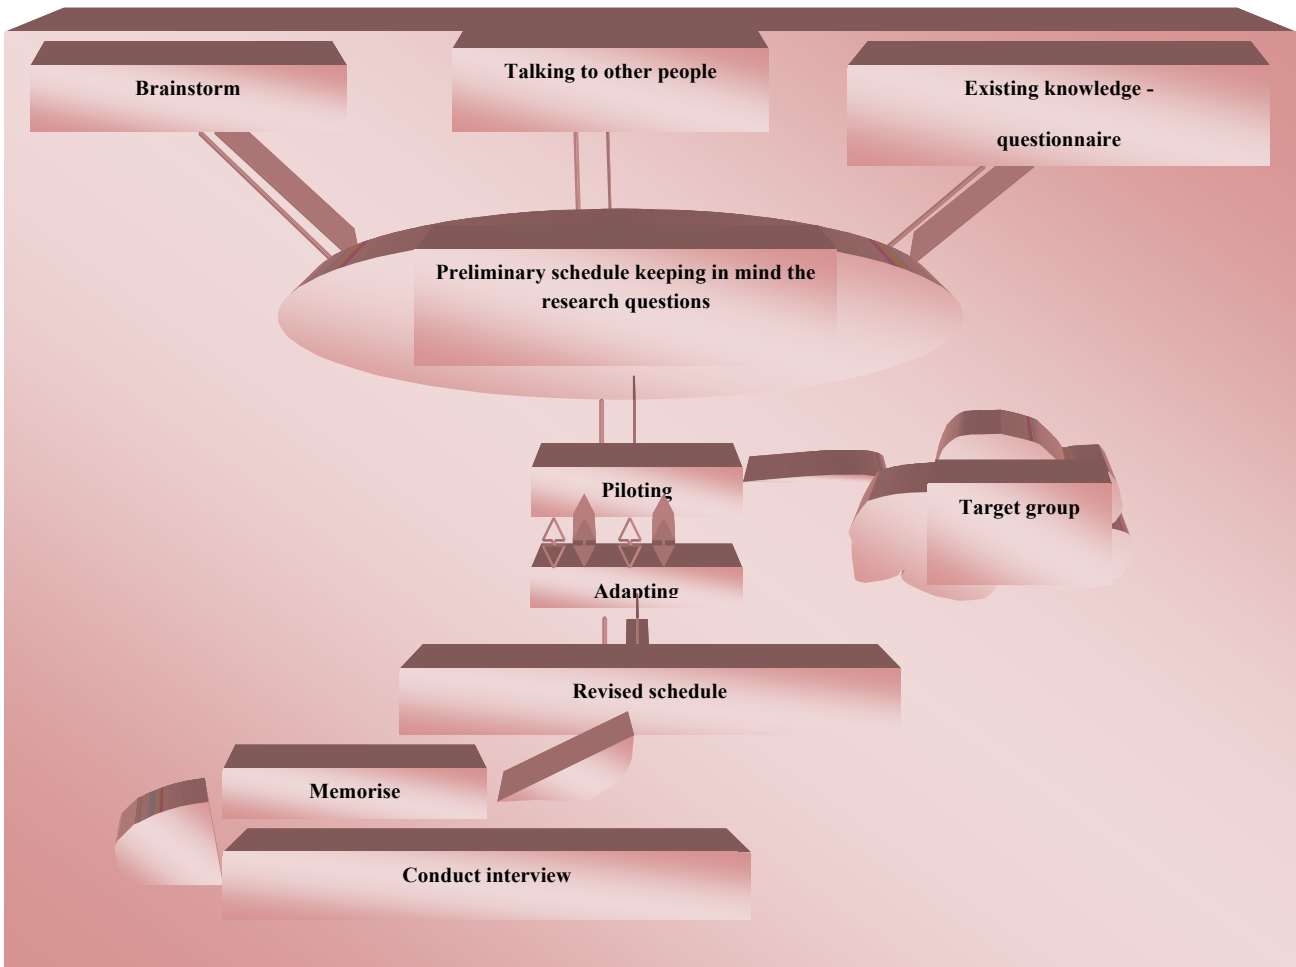 Brainstorm
Talking to other people
Existing knowledge -
questionnaire
Preliminary schedule keeping in mind the
research questions
Piloting
Target group
Adapting
Revised schedule
Memorise
Conduct interview